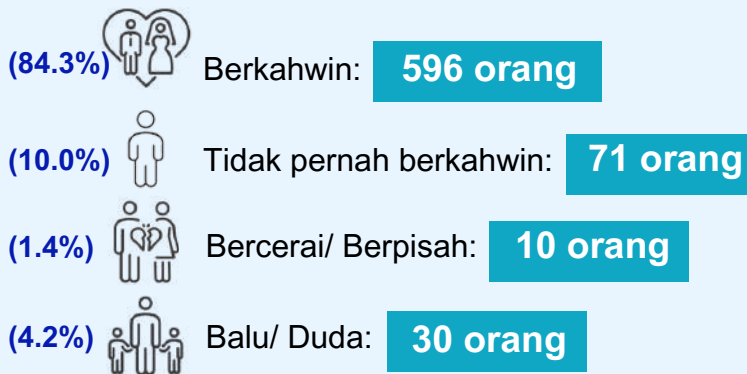 (84.3%) Berkahwin: 596 orang
(10.0%) Tidak pernah berkahwin: 71 orang
(1.4%) Bercerai/ Berpisah: 10 orang
(4.2%) Balu/ Duda: 30 orang